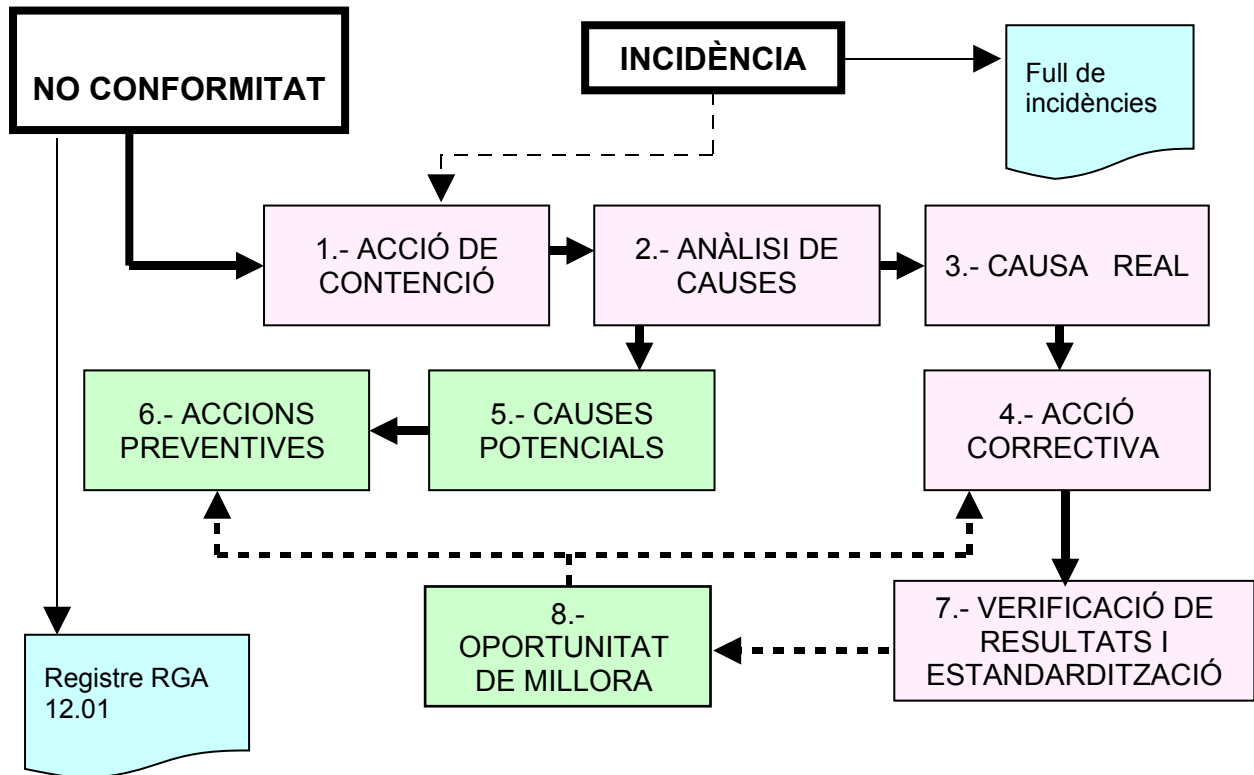 NO CONFORMITAT
INCIDÈNCIA
Full de
incidències
1.- ACCIÓ DE
CONTENCIÓ
2.- ANÀLISI DE
CAUSES
3.- CAUSA REAL
6.- ACCIONS
PREVENTIVES
5.- CAUSES
POTENCIALS
4.- ACCIÓ
CORRECTIVA
8.-
OPORTUNITAT
DE MILLORA
7.- VERIFICACIÓ DE
RESULTATS I
ESTANDARDITZACIÓ
Registre RGA
12.01